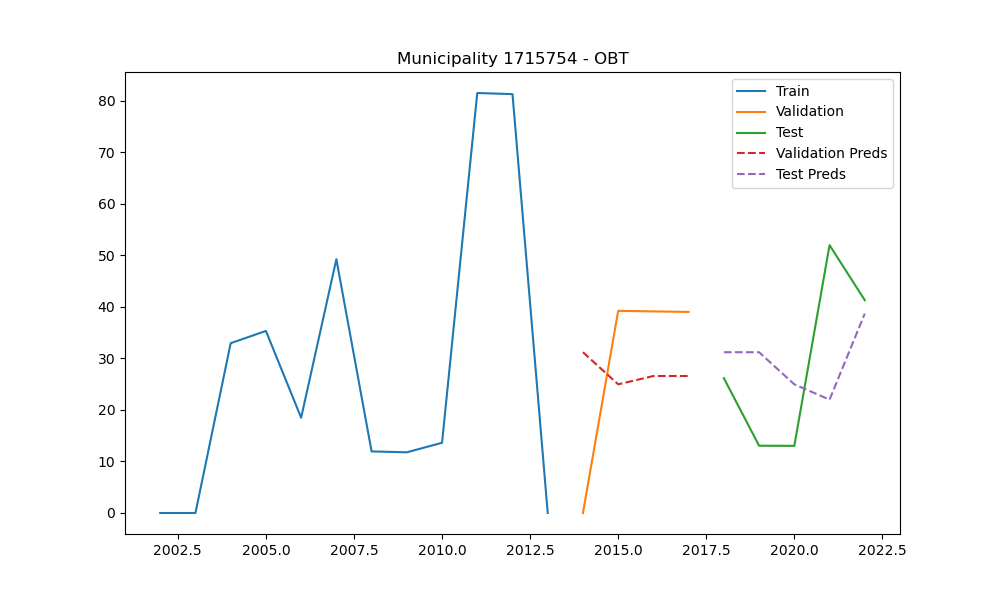 Municipality 1715754 - OBT
Train
Validation
Test
Validation Preds
Test Preds
80
70
60
50
40
30
20
10
0
2002.5 2005.0 2007.5 2010.0 2012.5 2015.0 2017.5 2020.0 2022.5